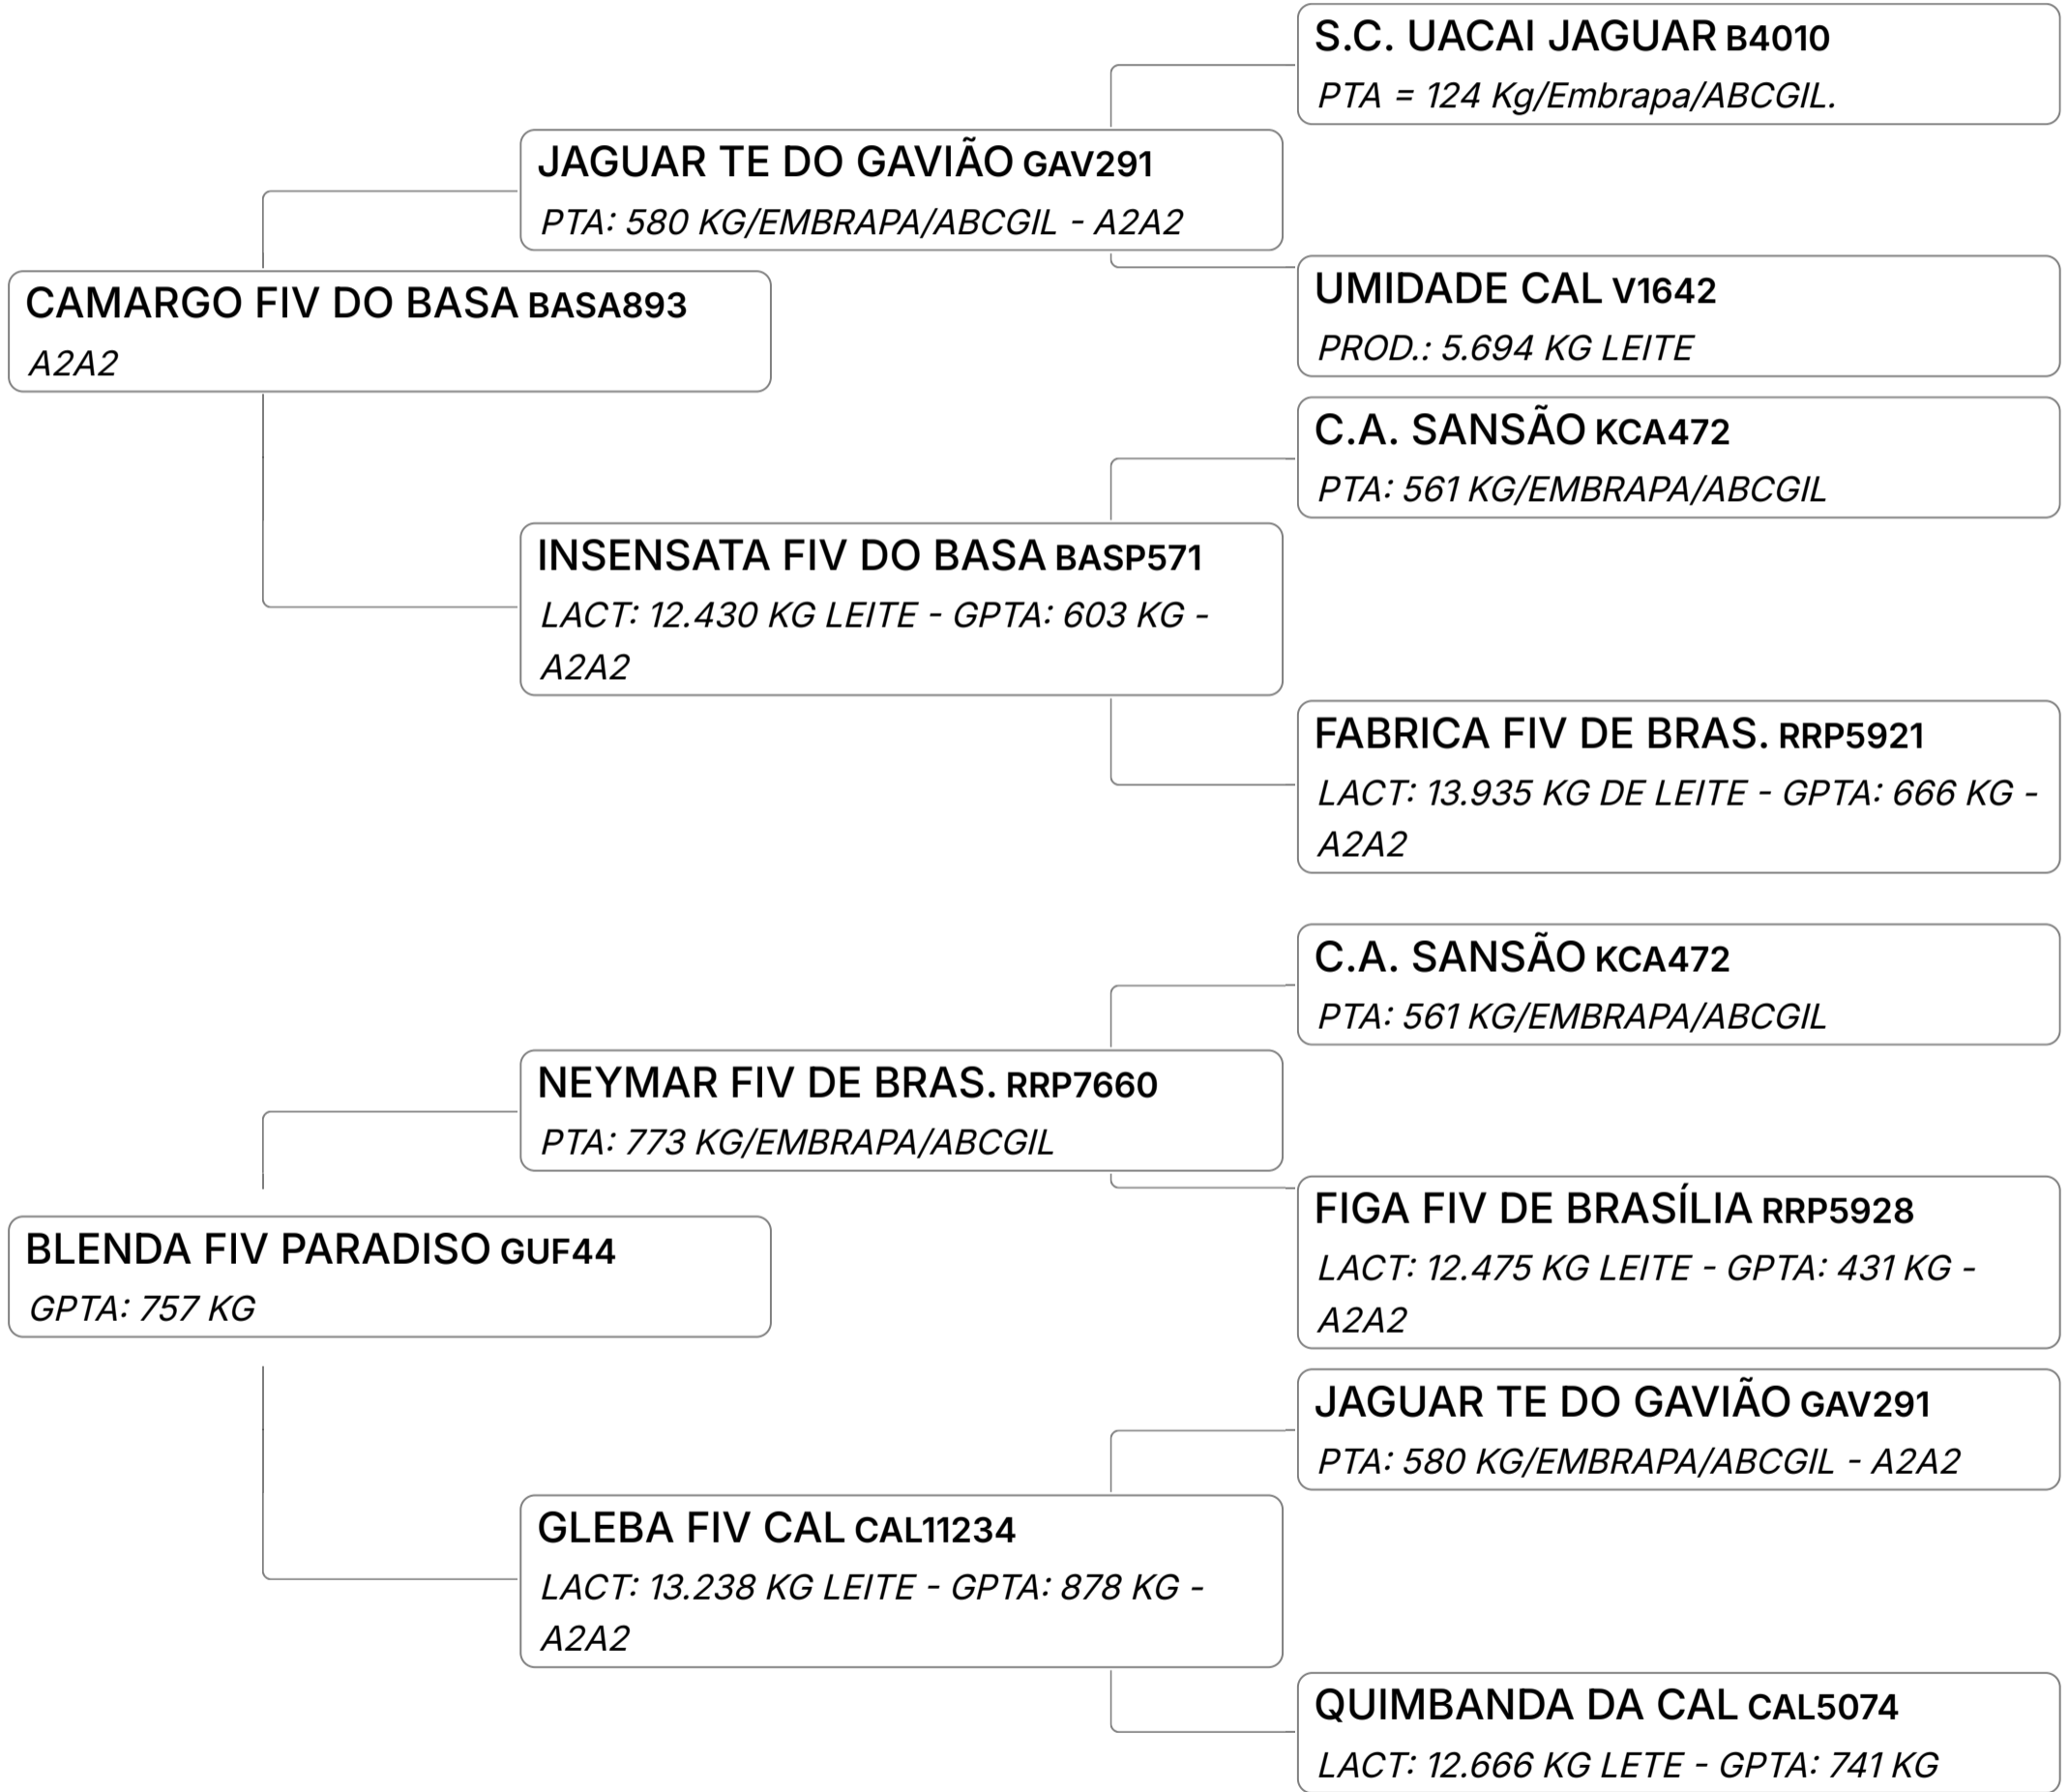 S.C. UACAI JAGUAR B4010
PTA = 124 Kg/Embrapa/ABCGIL.
JAGUAR TE DO GAVIÃO GAV291
PTA: 580 KG/EMBRAPA/ABCGIL - A2A2
UMIDADE CAL V1642
PROD.: 5.694 KG LEITE
CAMARGO FIV DO BASA BASA893
A2A2
C.A. SANSÃO KCA472
PTA: 561 KG/EMBRAPA/ABCGIL
INSENSATA FIV DO BASA BASP571
LACT: 12.430 KG LEITE - GPTA: 603 KG -
A2A2
FABRICA FIV DE BRAS. RRP5921
LACT: 13.935 KG DE LEITE - GPTA: 666 KG -
A2A2
C.A. SANSÃO KCA472
PTA: 561 KG/EMBRAPA/ABCGIL
NEYMAR FIV DE BRAS. RRP7660
PTA: 773 KG/EMBRAPA/ABCGIL
FIGA FIV DE BRASÍLIA RRP5928
LACT: 12.475 KG LEITE - GPTA: 431 KG -
A2A2
BLENDA FIV PARADISO GUF44
GPTA: 757 KG
JAGUAR TE DO GAVIÃO GAV291
PTA: 580 KG/EMBRAPA/ABCGIL - A2A2
GLEBA FIV CAL CAL11234
LACT: 13.238 KG LEITE - GPTA: 878 KG -
A2A2
QUIMBANDA DA CAL CAL5074
LACT: 12.666 KG LETE - GPTA: 741 KG